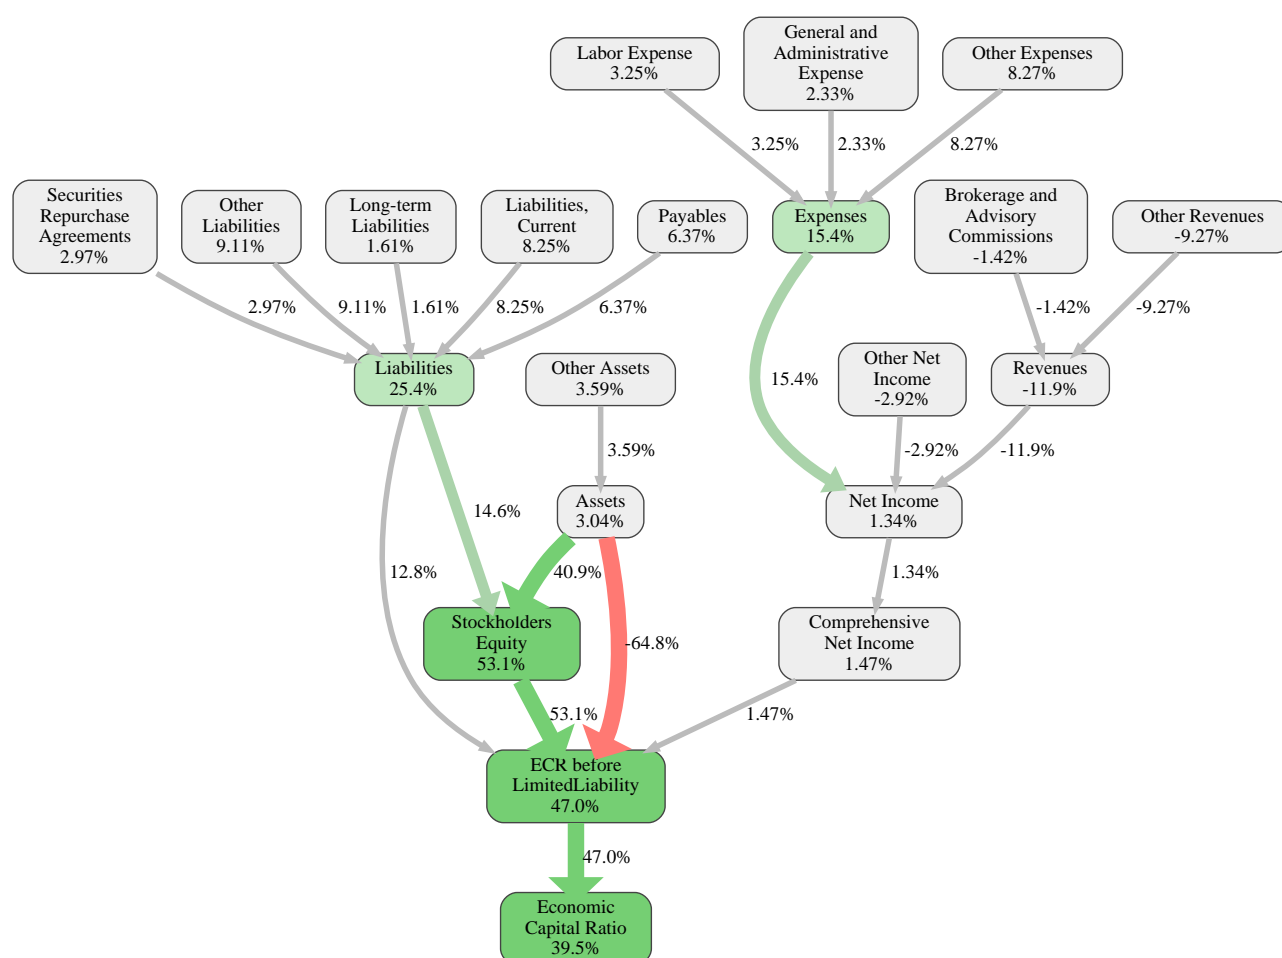 General and
Administrative
Expense
2.33%
Labor Expense
3.25%
Other Expenses
8.27%
3.25%
2.33%
8.27%
Securities
Repurchase
Agreements
2.97%
Other
Liabilities
9.11%
Long-term
Liabilities
1.61%
Liabilities,
Current
8.25%
Payables
6.37%
Expenses
15.4%
Brokerage and
Advisory
Commissions
-1.42%
Other Revenues
-9.27%
2.97%
9.11%
1.61%
8.25%
6.37%
-1.42%
-9.27%
Liabilities
25.4%
Other Assets
3.59%
15.4%
Other Net
Income
-2.92%
Revenues
-11.9%
3.59%
-2.92%
-11.9%
Assets
3.04%
Net Income
1.34%
14.6%
12.8%
40.9%
1.34%
Stockholders
Equity
53.1%
-64.8%
Comprehensive
Net Income
1.47%
53.1%
1.47%
ECR before
LimitedLiability
47.0%
47.0%
Economic
Capital Ratio
39.5%